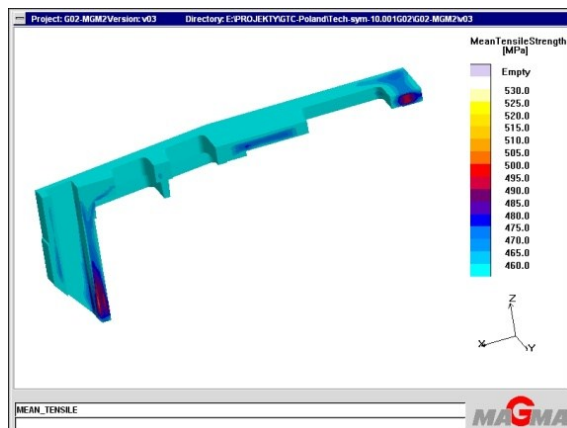 Project: G02-MGM2Version: v03 Directory: E:\PROJEKTY\GTC-Poland\Tech-sym-10.001G02\G02-MGM2\v03
MeanTensileStrength
[MPa]
Empty
530.0
525.0
520.0
515.0
510.0
505.0
500.0
495.0
490.0
485.0
480.0
475.0
470.0
465.0
460.0
Z
X
Y
MEAN_TENSILE
MAGMA